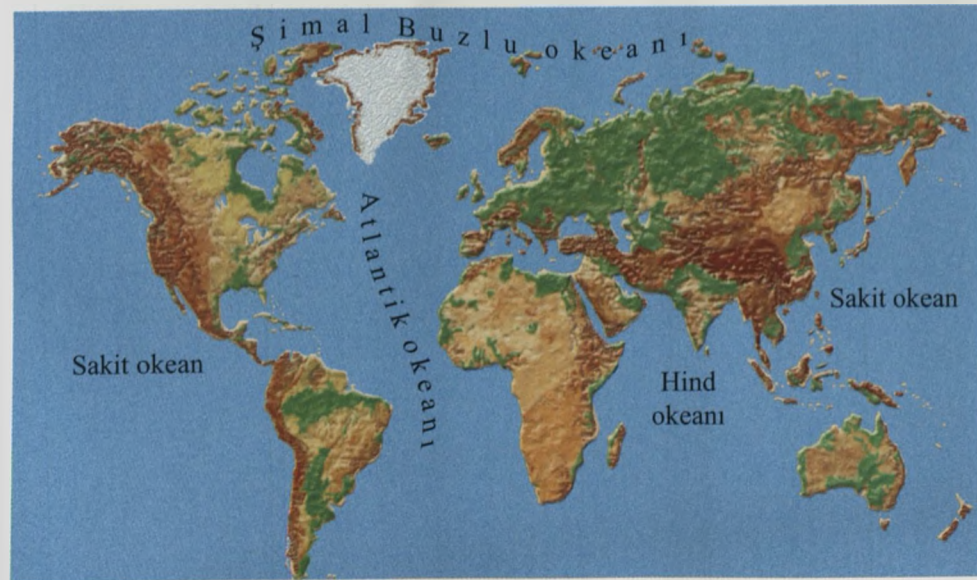 Şimal Buzlu okeanı
Atlantik okeanı
Sakit okean
Sakit okean
Hind
okeanı